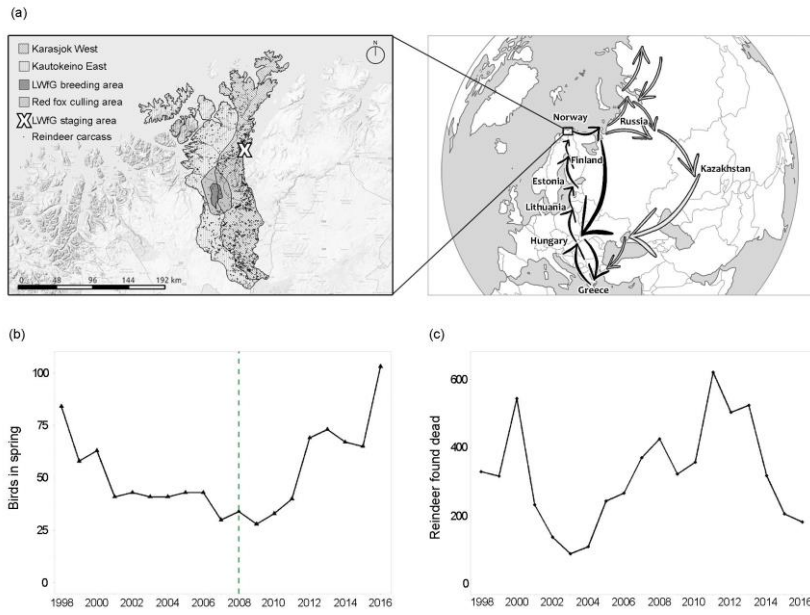 (a)
Karasjok West
Kautokeino East
LWfG breeding area
Red fox culling area
X LWfG staging area
Reindeer carcass
X
0 48 96 144 192 km
Norway
Russia
Finland
Kazakhstan
Estonia
Lithuania
Hungary
Greece
(b)
Birds in spring
100
75
50
25
0
1998 2000 2002 2004 2006 2008 2010 2012 2014 2016
(c)
Reindeer found dead
600
400
200
0
1998 2000 2002 2004 2006 2008 2010 2012 2014 2016